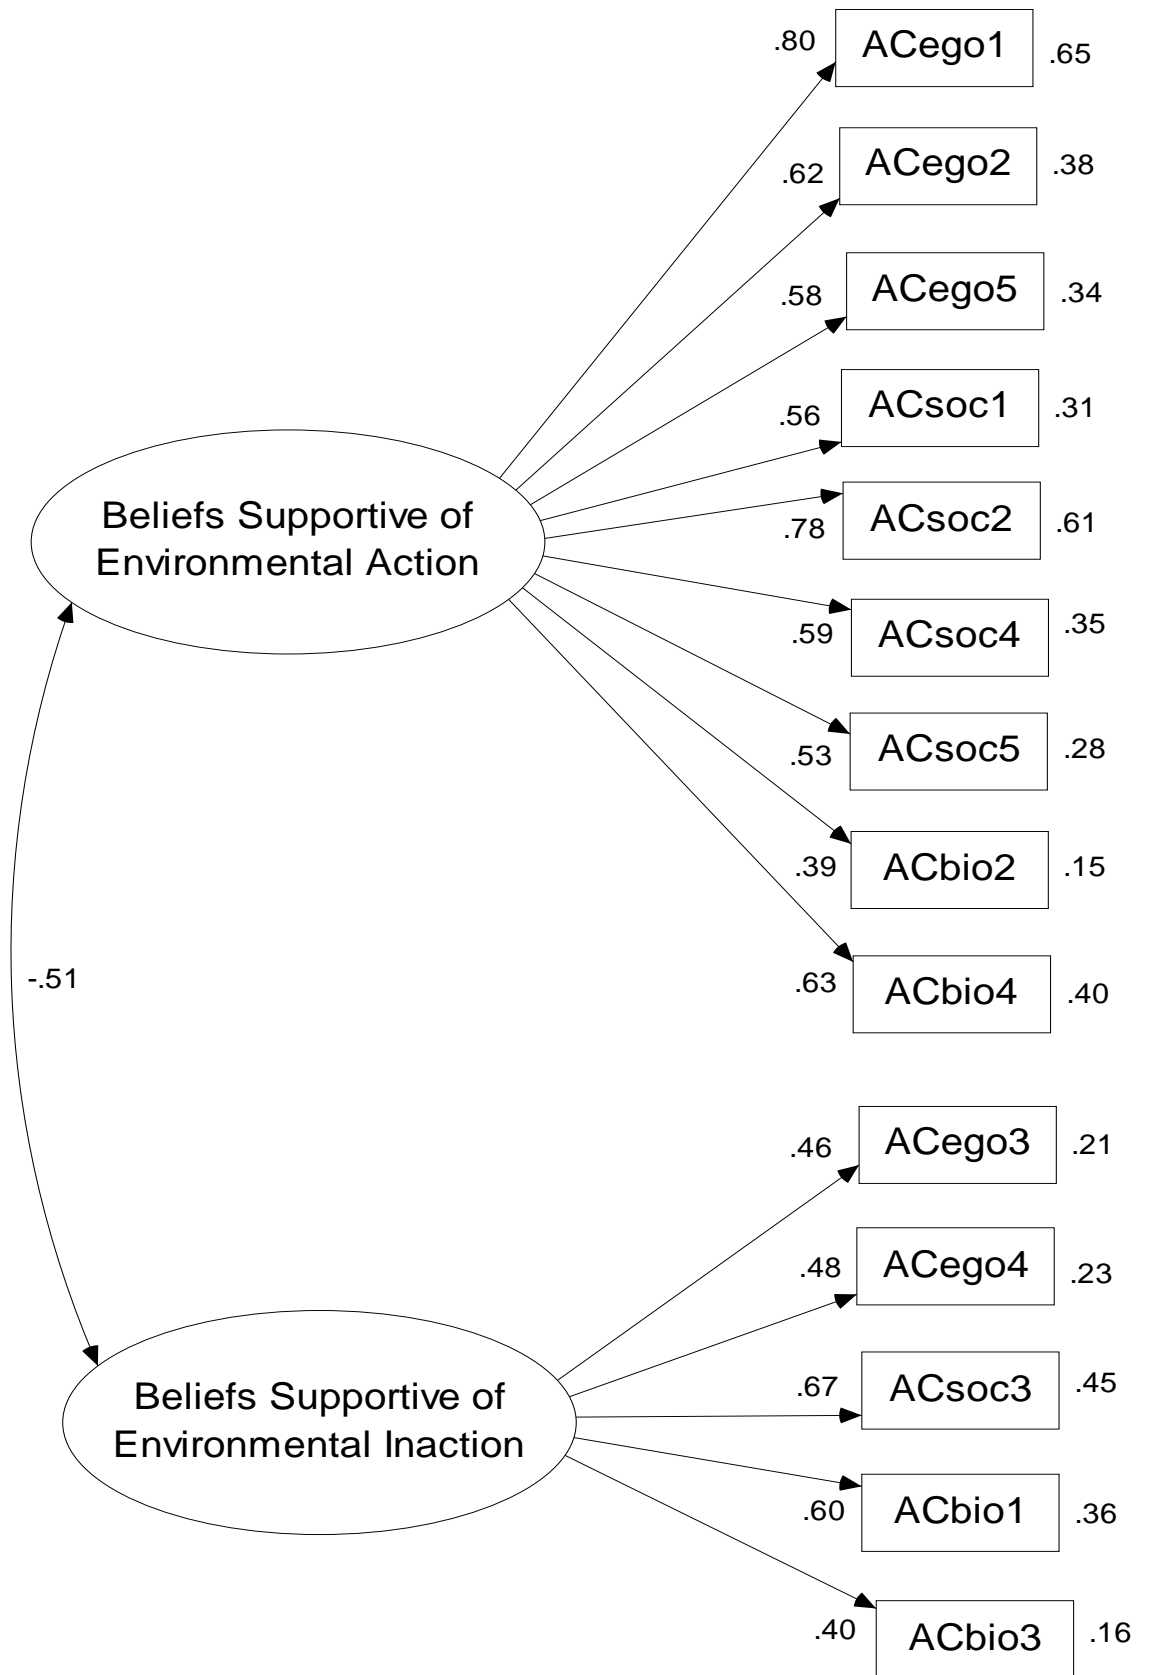 .80 ACego1 .65
.62 ACego2 .38
.58 ACego5 .34
.56 ACsoc1 .31
Beliefs Supportive of
Environmental Action
.78 ACsoc2 .61
.59 ACsoc4 .35
.53 ACsoc5 .28
.39 ACbio2 .15
.63 ACbio4 .40
-.51
.46 ACego3 .21
.48 ACego4 .23
Beliefs Supportive of
Environmental Inaction
.67 ACsoc3 .45
.60 ACbio1 .36
.40 ACbio3 .16